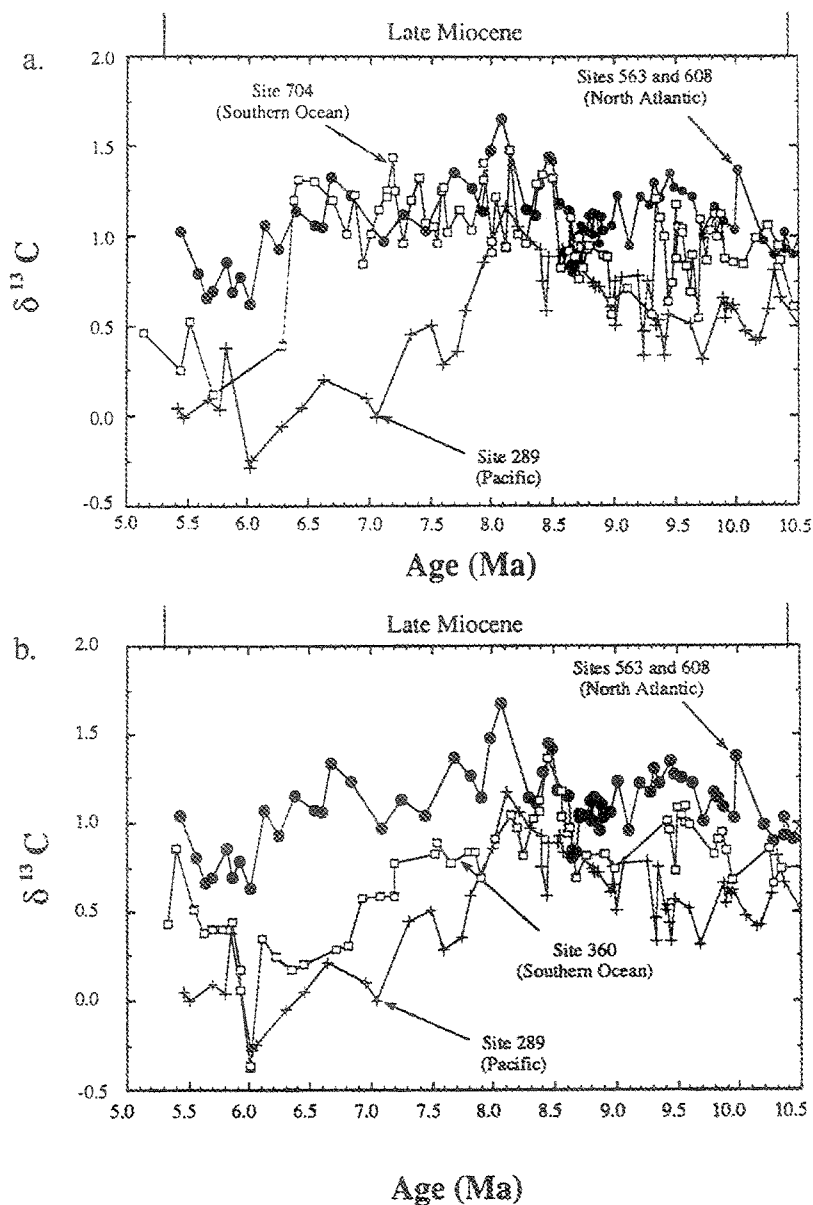 a.
Late Miocene
2.0
Site 704
(Southern Ocean)
Sites 563 and 608
(North Atlantic)
1.5
1.0
δ 13 C
0.5
0.0
Site 289
(Pacific)
-0.5
5.0 5.5 6.0 6.5 7.0 7.5 8.0 8.5 9.0 9.5 10.0 10.5
Age (Ma)
b.
Late Miocene
2.0
Sites 563 and 608
(North Atlantic)
1.5
1.0
δ 13 C
0.5
Site 360
(Southern Ocean)
0.0
Site 289
(Pacific)
-0.5
5.0 5.5 6.0 6.5 7.0 7.5 8.0 8.5 9.0 9.5 10.0 10.5
Age (Ma)